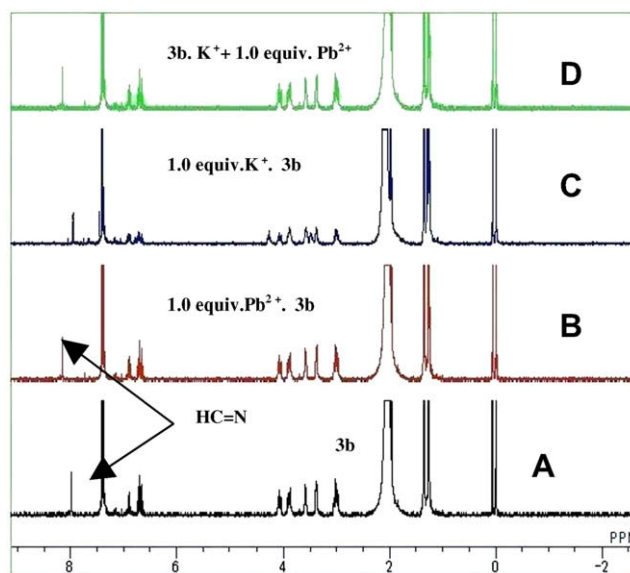 3b. K⁺+ 1.0 equiv. Pb²⁺
D
1.0 equiv.K⁺. 3b
C
1.0 equiv.Pb²⁺. 3b
B
HC=N
3b
A
PPM
8 6 4 2 0 -2